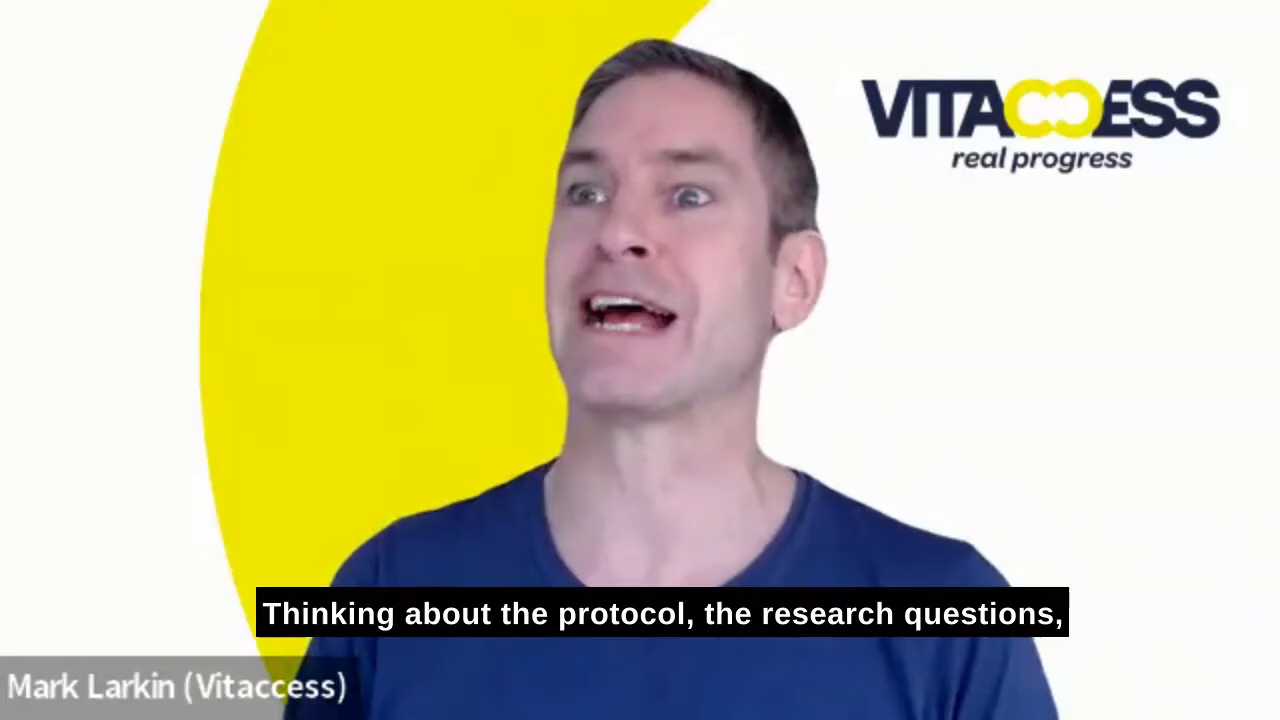 VITACCESS
real progress
Thinking about the protocol, the research questions,
Mark Larkin (Vitaccess)